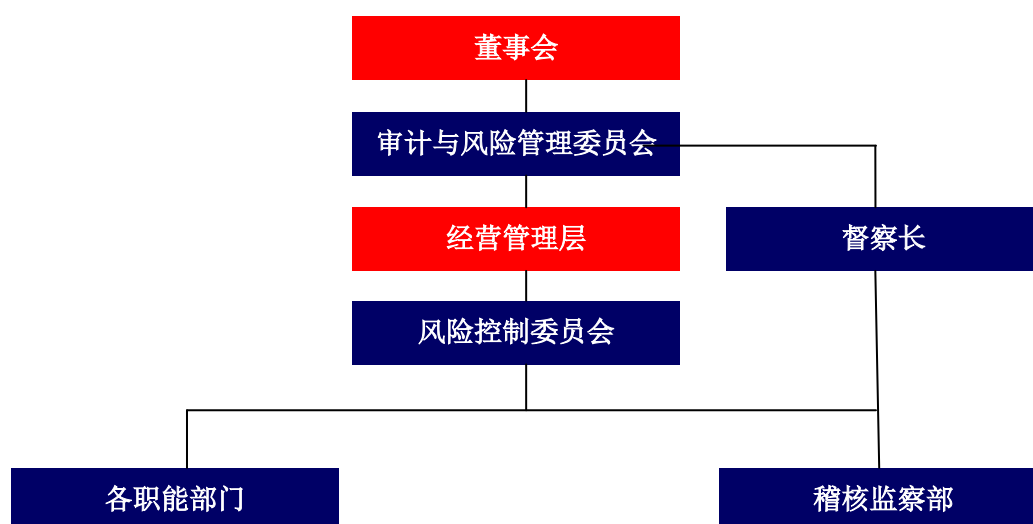 董事会
审计与风险管理委员会
经营管理层
督察长
风险控制委员会
各职能部门
稽核监察部